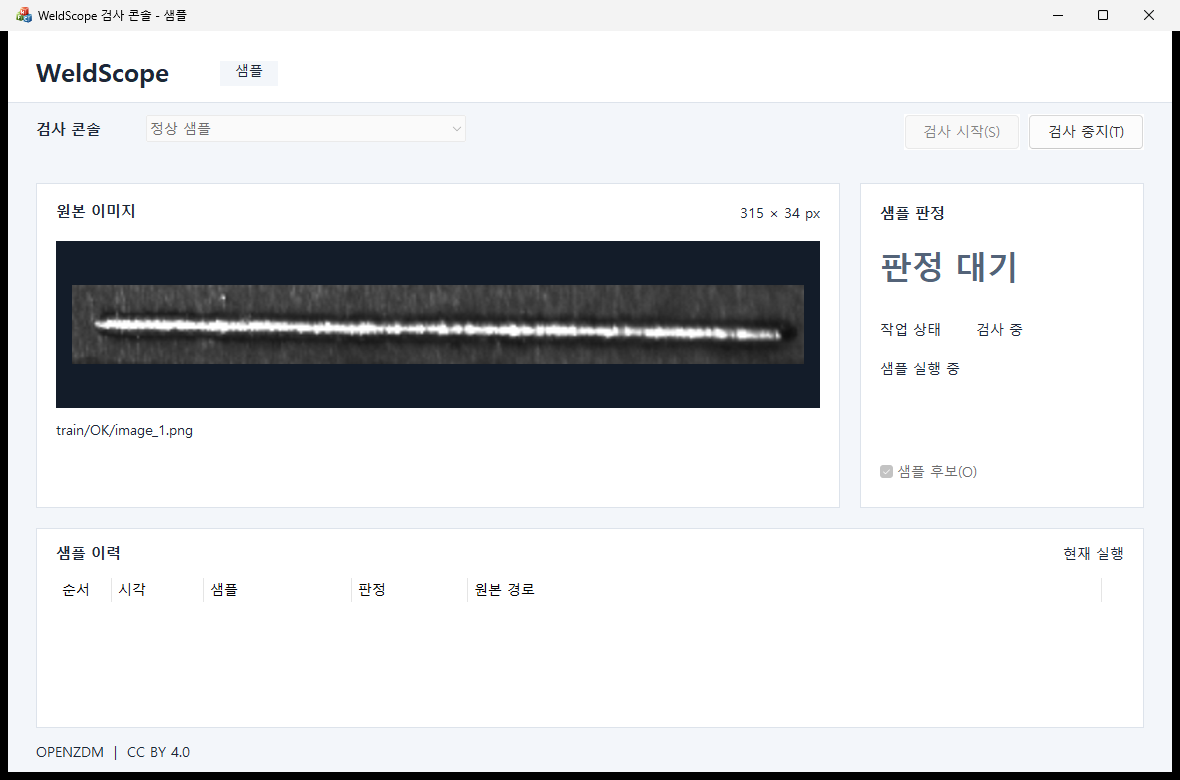 WeldScope 검사 콘솔 - 샘플
WeldScope 샘플
검사 콘솔 정상 샘플 검사 시작(S) 검사 중지(T)
원본 이미지 315 × 34 px
train/OK/image_1.png
샘플 판정
판정 대기
작업 상태 검사 중
샘플 실행 중
샘플 후보(O)
샘플 이력 현재 실행
순서 시각 샘플 판정 원본 경로
OPENZDM | CC BY 4.0